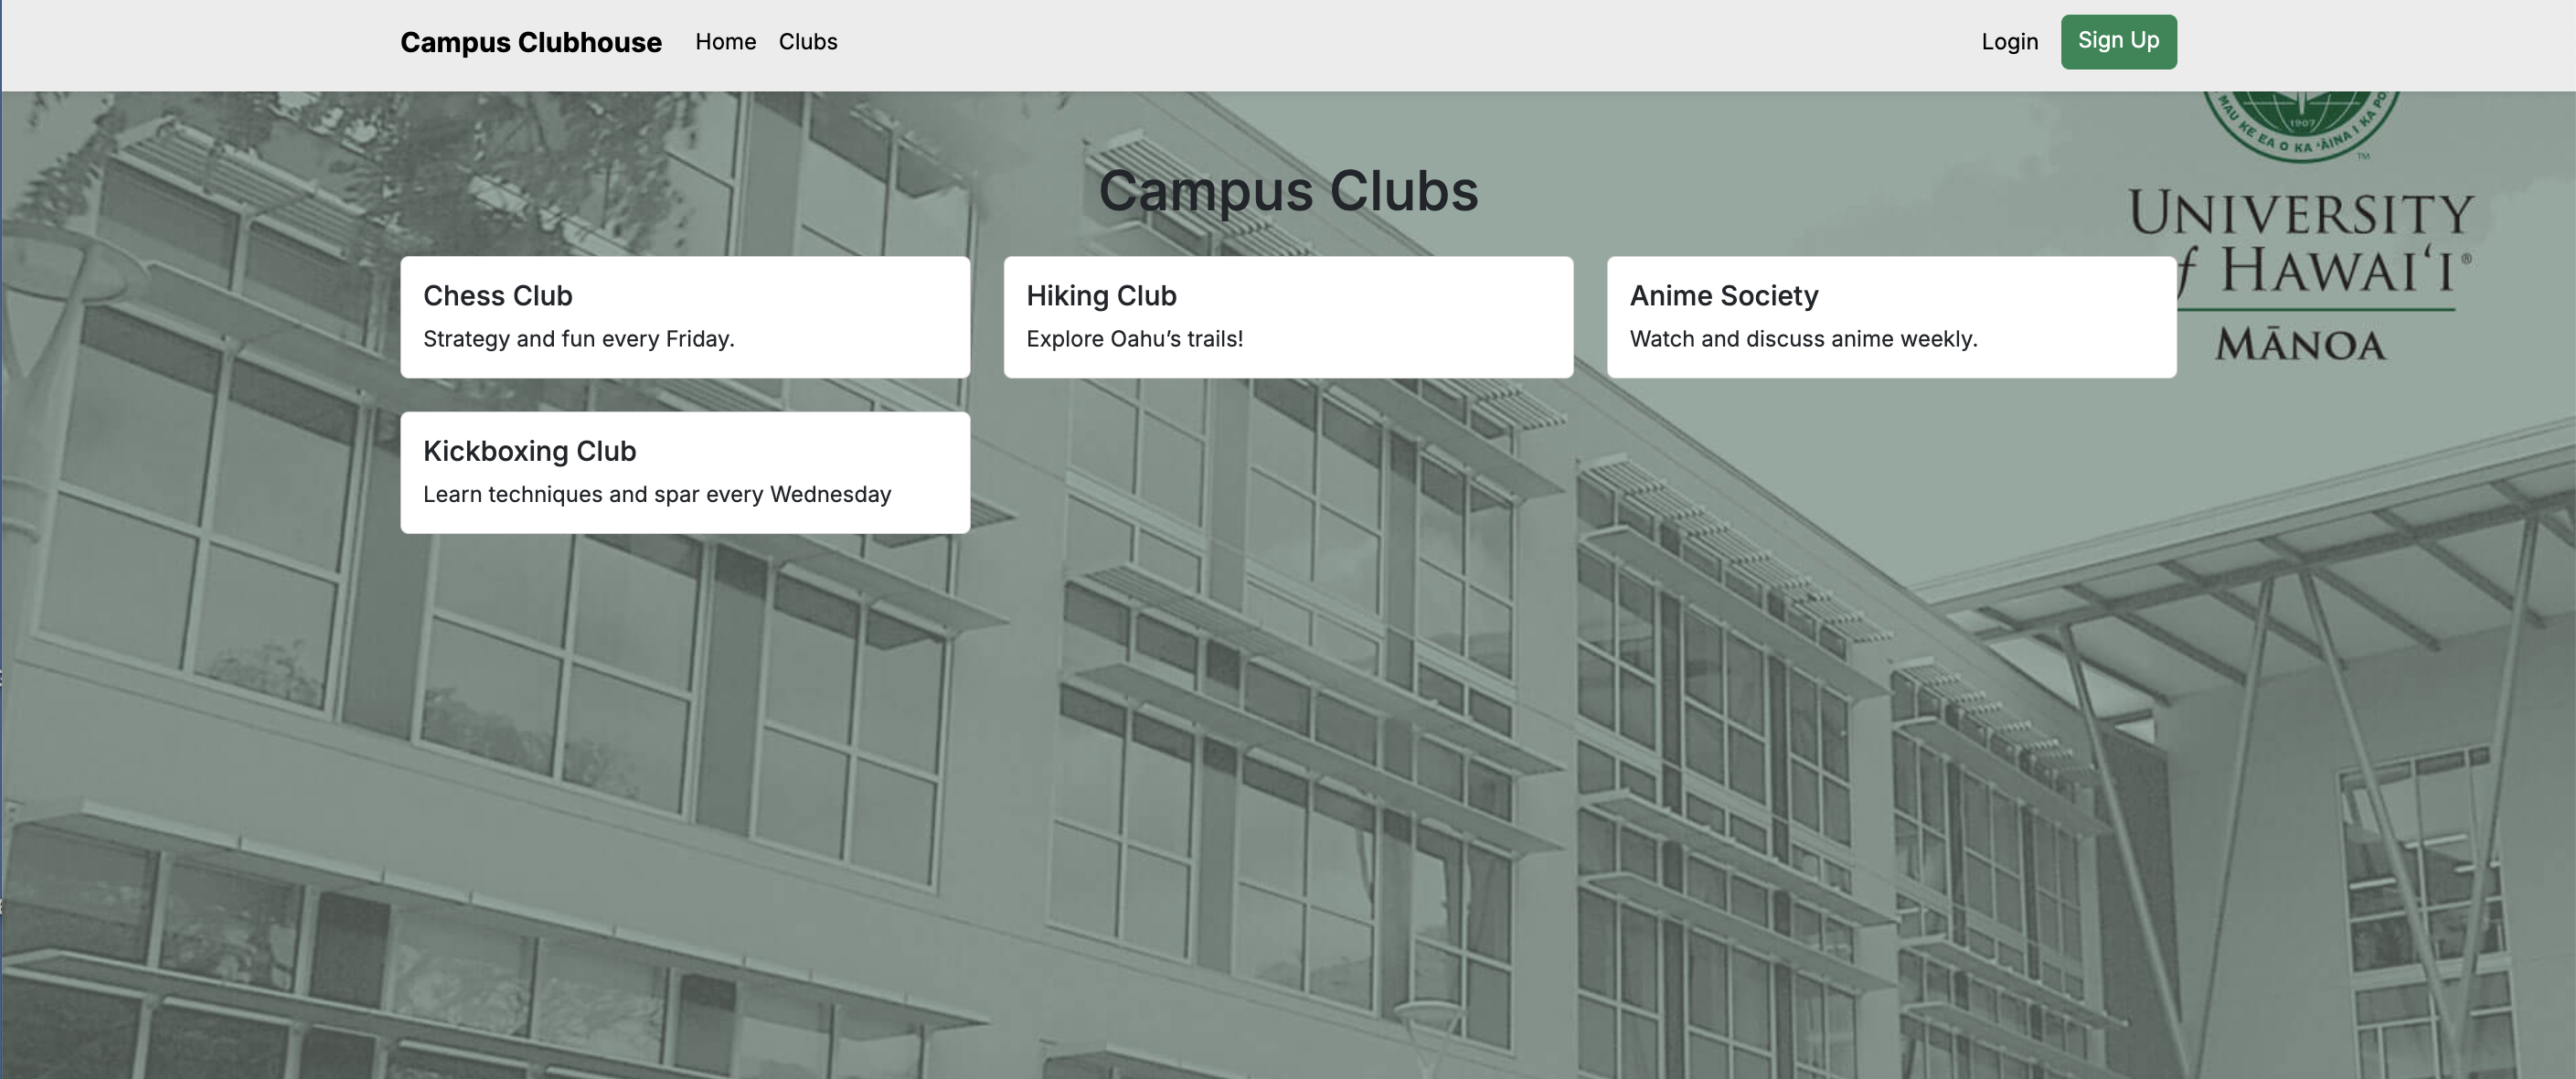 Campus Clubhouse Home Clubs Login Sign Up
1907
MAU KE EA O KA ʻĀINA I KA PO
TM
Campus Clubs
UNIVERSITY
f HAWAIʻI®
MĀNOA
Chess Club
Strategy and fun every Friday.
Hiking Club
Explore Oahu’s trails!
Anime Society
Watch and discuss anime weekly.
Kickboxing Club
Learn techniques and spar every Wednesday